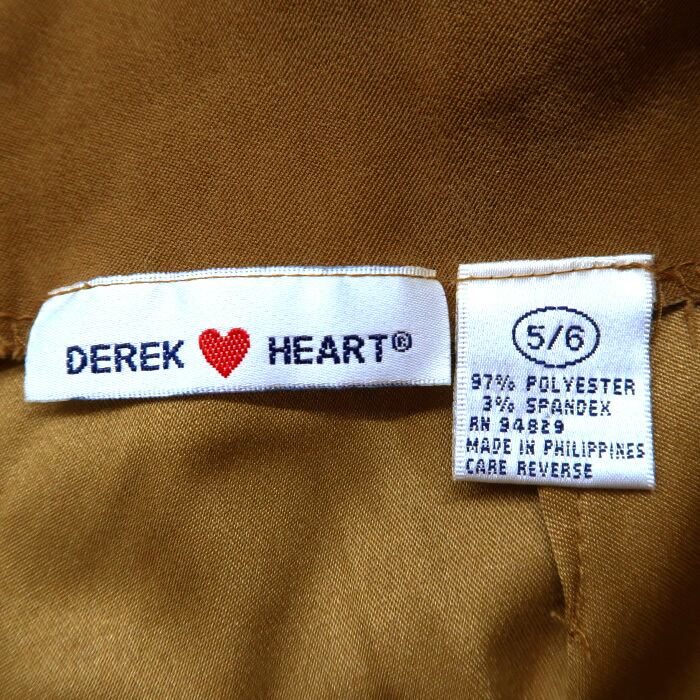 DEREK ❤ HEART®
5/6
97% POLYESTER
3% SPANDEX
RN 94829
MADE IN PHILIPPINES
CARE REVERSE